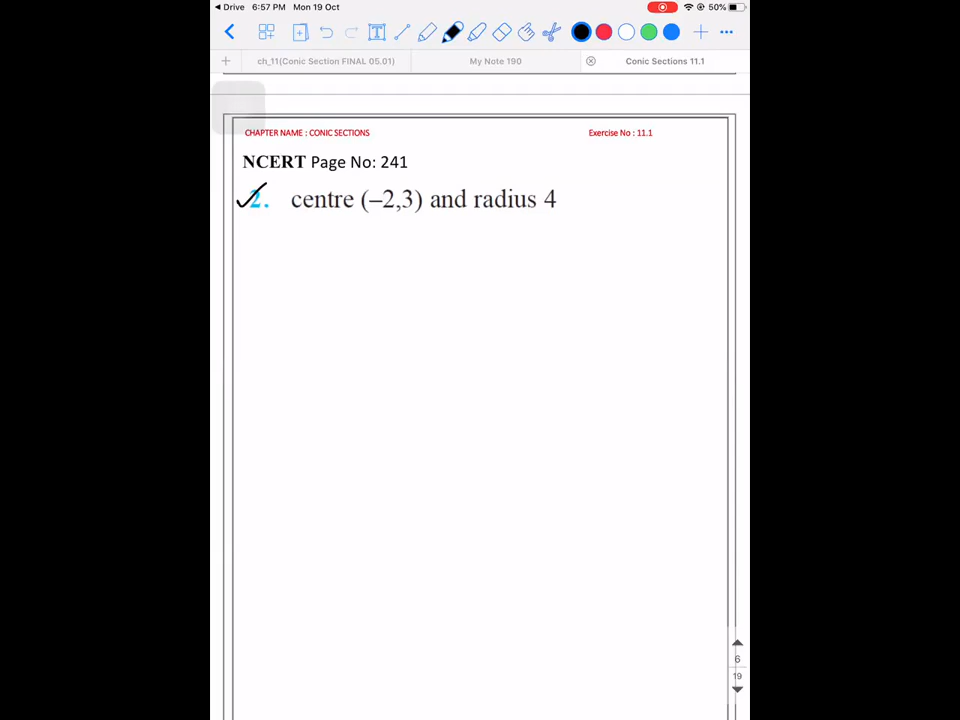 Drive 6:57 PM Mon 19 Oct 50%
T
ch_11(Conic Section FINAL 05.01) My Note 190 Conic Sections 11.1
CHAPTER NAME : CONIC SECTIONS Exercise No : 11.1
NCERT Page No: 241
2. centre (–2,3) and radius 4
6
19